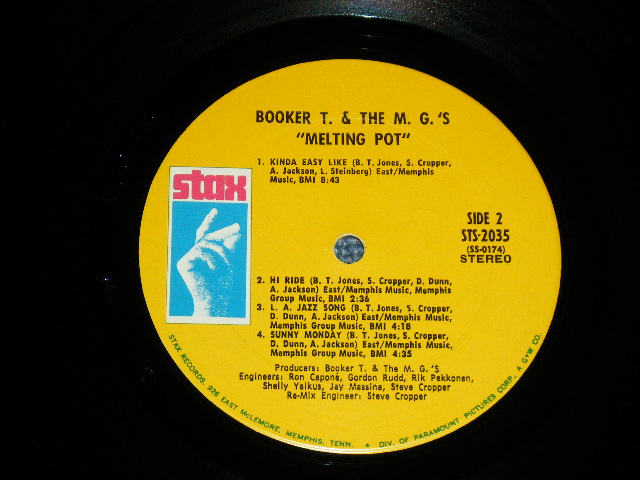 BOOKER T. & THE M. G.'S
"MELTING POT"
1. KINDA EASY LIKE (B. T. Jones, S. Cropper,
A. Jackson, L. Steinberg) East/Memphis
Music, BMI 8:43
stax
SIDE 2
STS-2035
(SS-0174)
STEREO
2. HI RIDE (B. T. Jones, S. Cropper, D. Dunn,
A. Jackson) East/Memphis Music, Memphis
Group Music, BMI 2:36
3. L. A. JAZZ SONG (B. T. Jones, S. Cropper,
D. Dunn, A. Jackson) East/Memphis Music,
Memphis Group Music, BMI 4:18
4. SUNNY MONDAY (B. T. Jones, S. Cropper,
D. Dunn, A. Jackson) East/Memphis Music,
Memphis Group Music, BMI 4:35
Producers: Booker T. & The M. G.'S
Engineers: Ron Capone, Gordon Rudd, Rik Pekkonen,
Shelly Yalkus, Jay Messina, Steve Cropper
Re-Mix Engineer: Steve Cropper
STAX RECORDS, 926 EAST McLEMORE, MEMPHIS, TENN. • DIV. OF PARAMOUNT PICTURES CORP. A G+W CO.